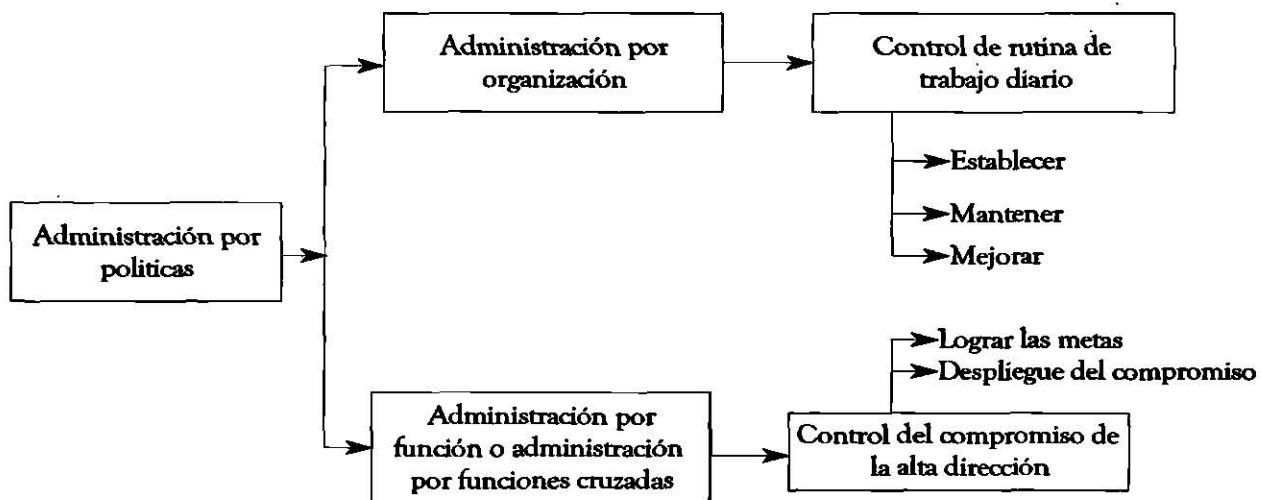 Administración por
organización
Control de rutina de
trabajo diario
Establecer
Mantener
Mejorar
Administración por
politicas
Lograr las metas
Despliegue del compromiso
Administración por
función o administración
por funciones cruzadas
Control del compromiso de
la alta dirección